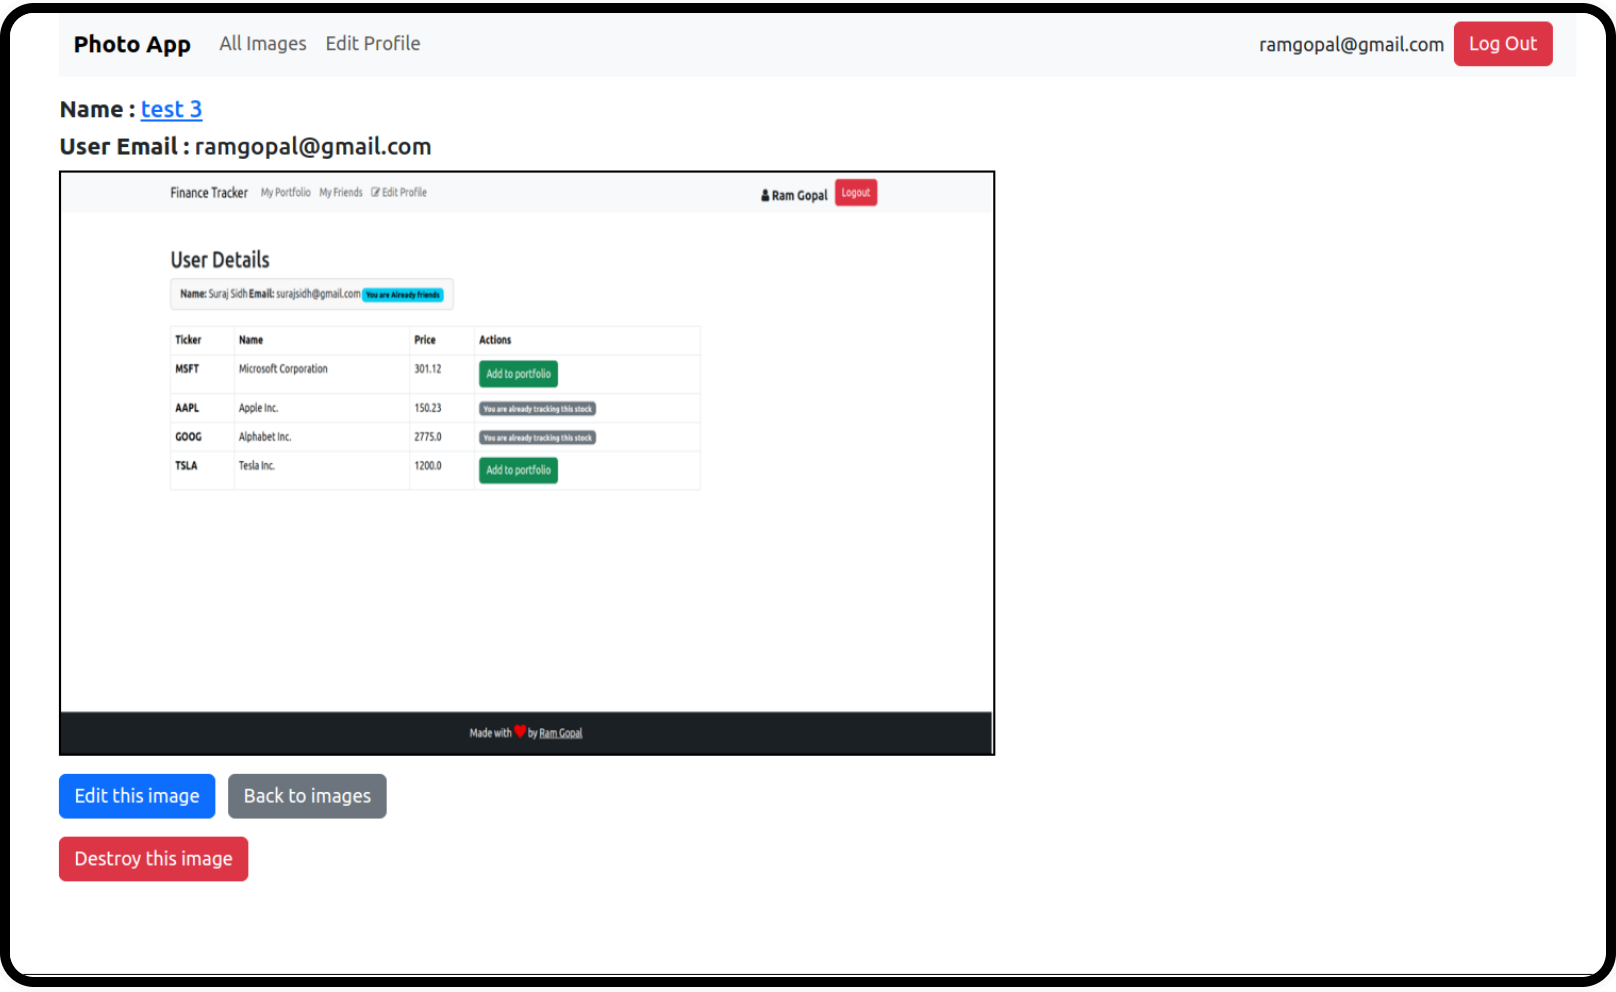 Photo App All Images Edit Profile ramgopal@gmail.com Log Out
Name : test 3
User Email : ramgopal@gmail.com
Finance Tracker My Portfolio My Friends Edit Profile Ram Gopal Logout
User Details
Name: Suraj Sidh Email: surajsidh@gmail.com You are Already friends
Ticker Name Price Actions
MSFT Microsoft Corporation 301.12 Add to portfolio
AAPL Apple Inc. 150.23 You are already tracking this stock
GOOG Alphabet Inc. 2775.0 You are already tracking this stock
TSLA Tesla Inc. 1200.0 Add to portfolio
Made with by Ram Gopal
Edit this image Back to images
Destroy this image